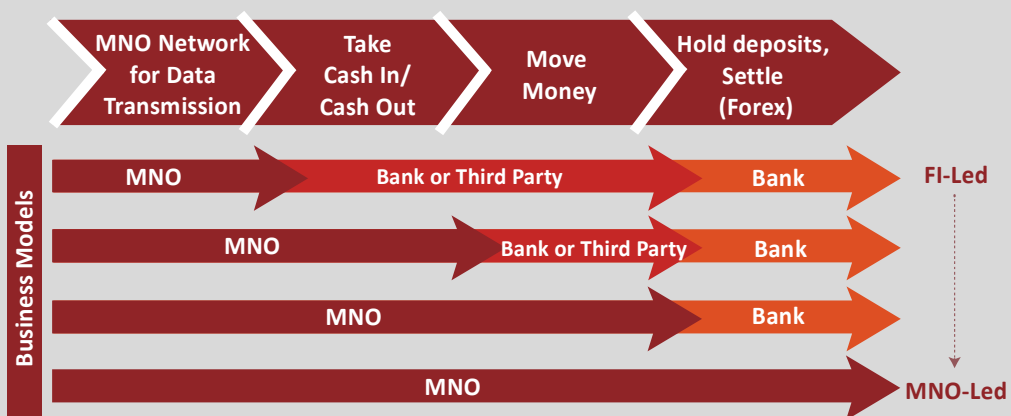 MNO Network
for Data
Transmission
Take
Cash In/
Cash Out
Move
Money
Hold deposits,
Settle
(Forex)
Business Models
MNO
Bank or Third Party
Bank
FI-Led
MNO
Bank or Third Party
Bank
MNO
Bank
MNO
MNO-Led